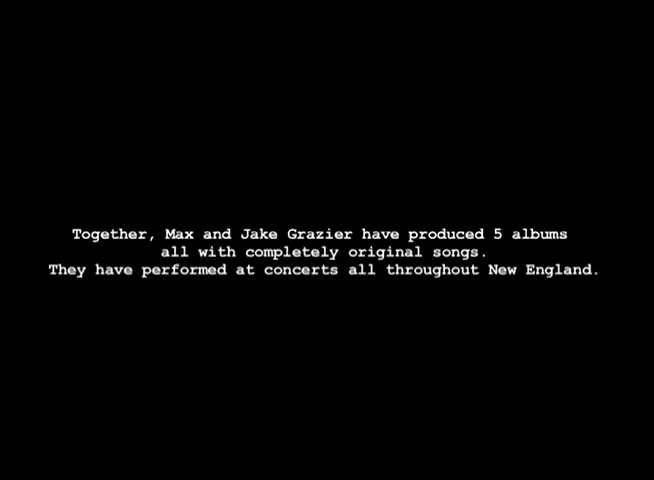 Together, Max and Jake Grazier have produced 5 albums
all with completely original songs.
They have performed at concerts all throughout New England.